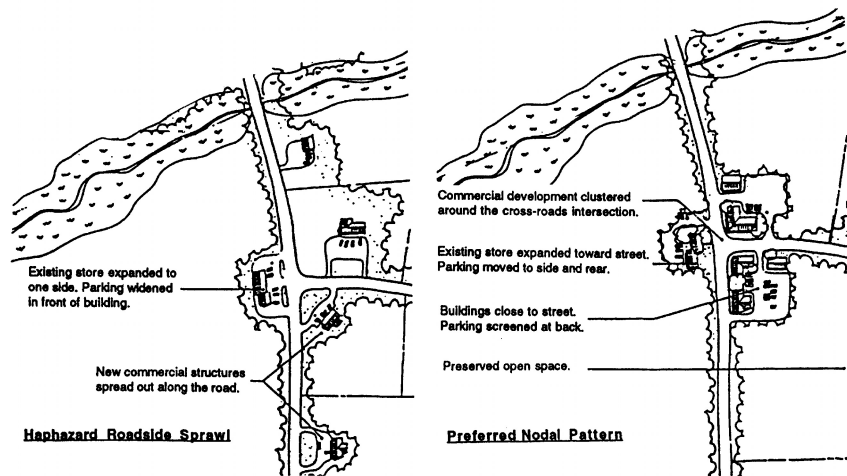 Existing store expanded to
one side. Parking widened
in front of building.
New commercial structures
spread out along the road.
Haphazard Roadside Sprawl
Commercial development clustered
around the cross-roads intersection.
Existing store expanded toward street.
Parking moved to side and rear.
Buildings close to street.
Parking screened at back.
Preserved open space.
Preferred Nodal Pattern